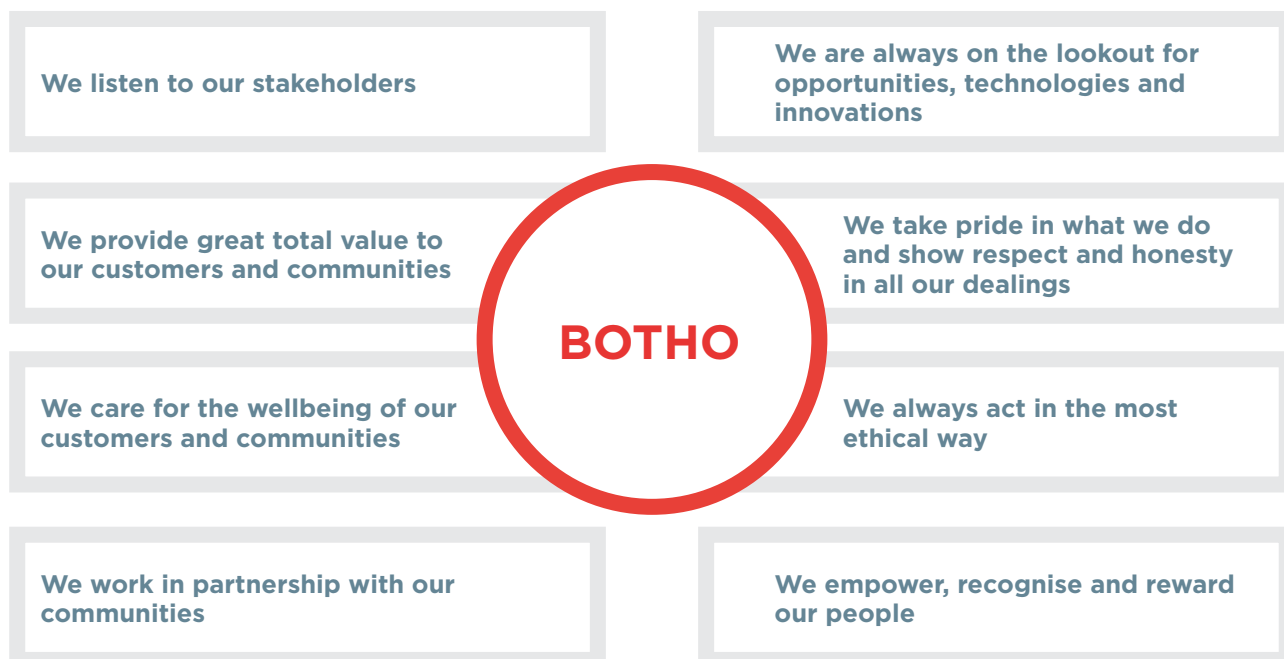 We listen to our stakeholders
We provide great total value to
our customers and communities
We care for the wellbeing of our
customers and communities
We work in partnership with our
communities
BOTHO
We are always on the lookout for
opportunities, technologies and
innovations
We take pride in what we do
and show respect and honesty
in all our dealings
We always act in the most
ethical way
We empower, recognise and reward
our people